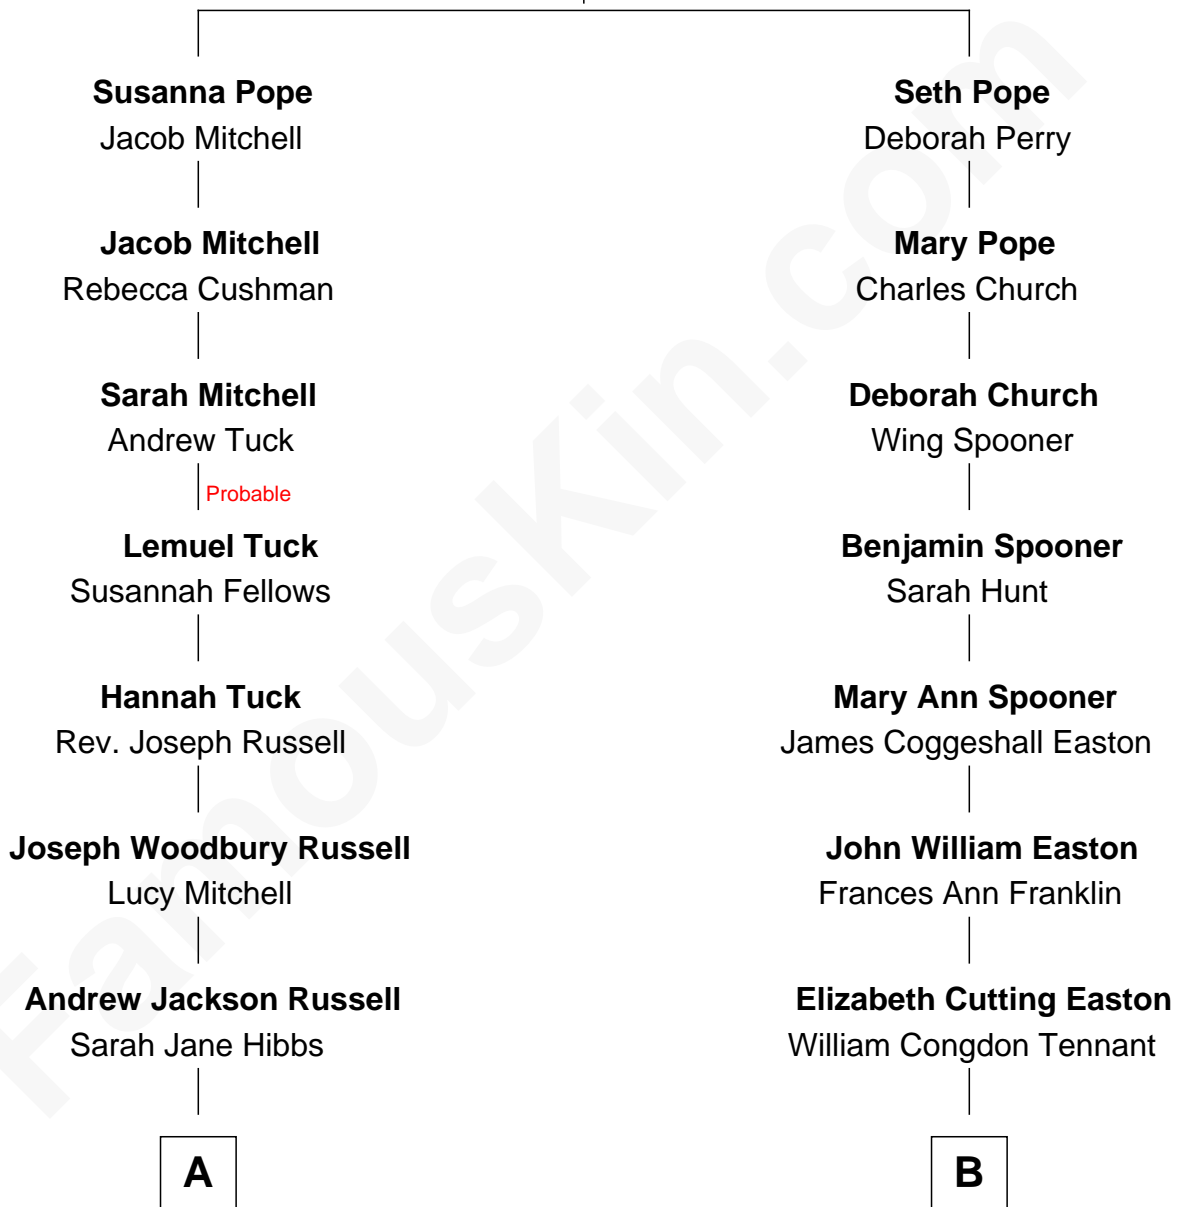 Susanna Pope
Jacob Mitchell
Seth Pope
Deborah Perry
Jacob Mitchell
Rebecca Cushman
Mary Pope
Charles Church
Sarah Mitchell
Andrew Tuck
Deborah Church
Wing Spooner
Probable
Lemuel Tuck
Susannah Fellows
Benjamin Spooner
Sarah Hunt
Hannah Tuck
Rev. Joseph Russell
Mary Ann Spooner
James Coggeshall Easton
Joseph Woodbury Russell
Lucy Mitchell
John William Easton
Frances Ann Franklin
Andrew Jackson Russell
Sarah Jane Hibbs
Elizabeth Cutting Easton
William Congdon Tennant
A
B
FamousKin.com